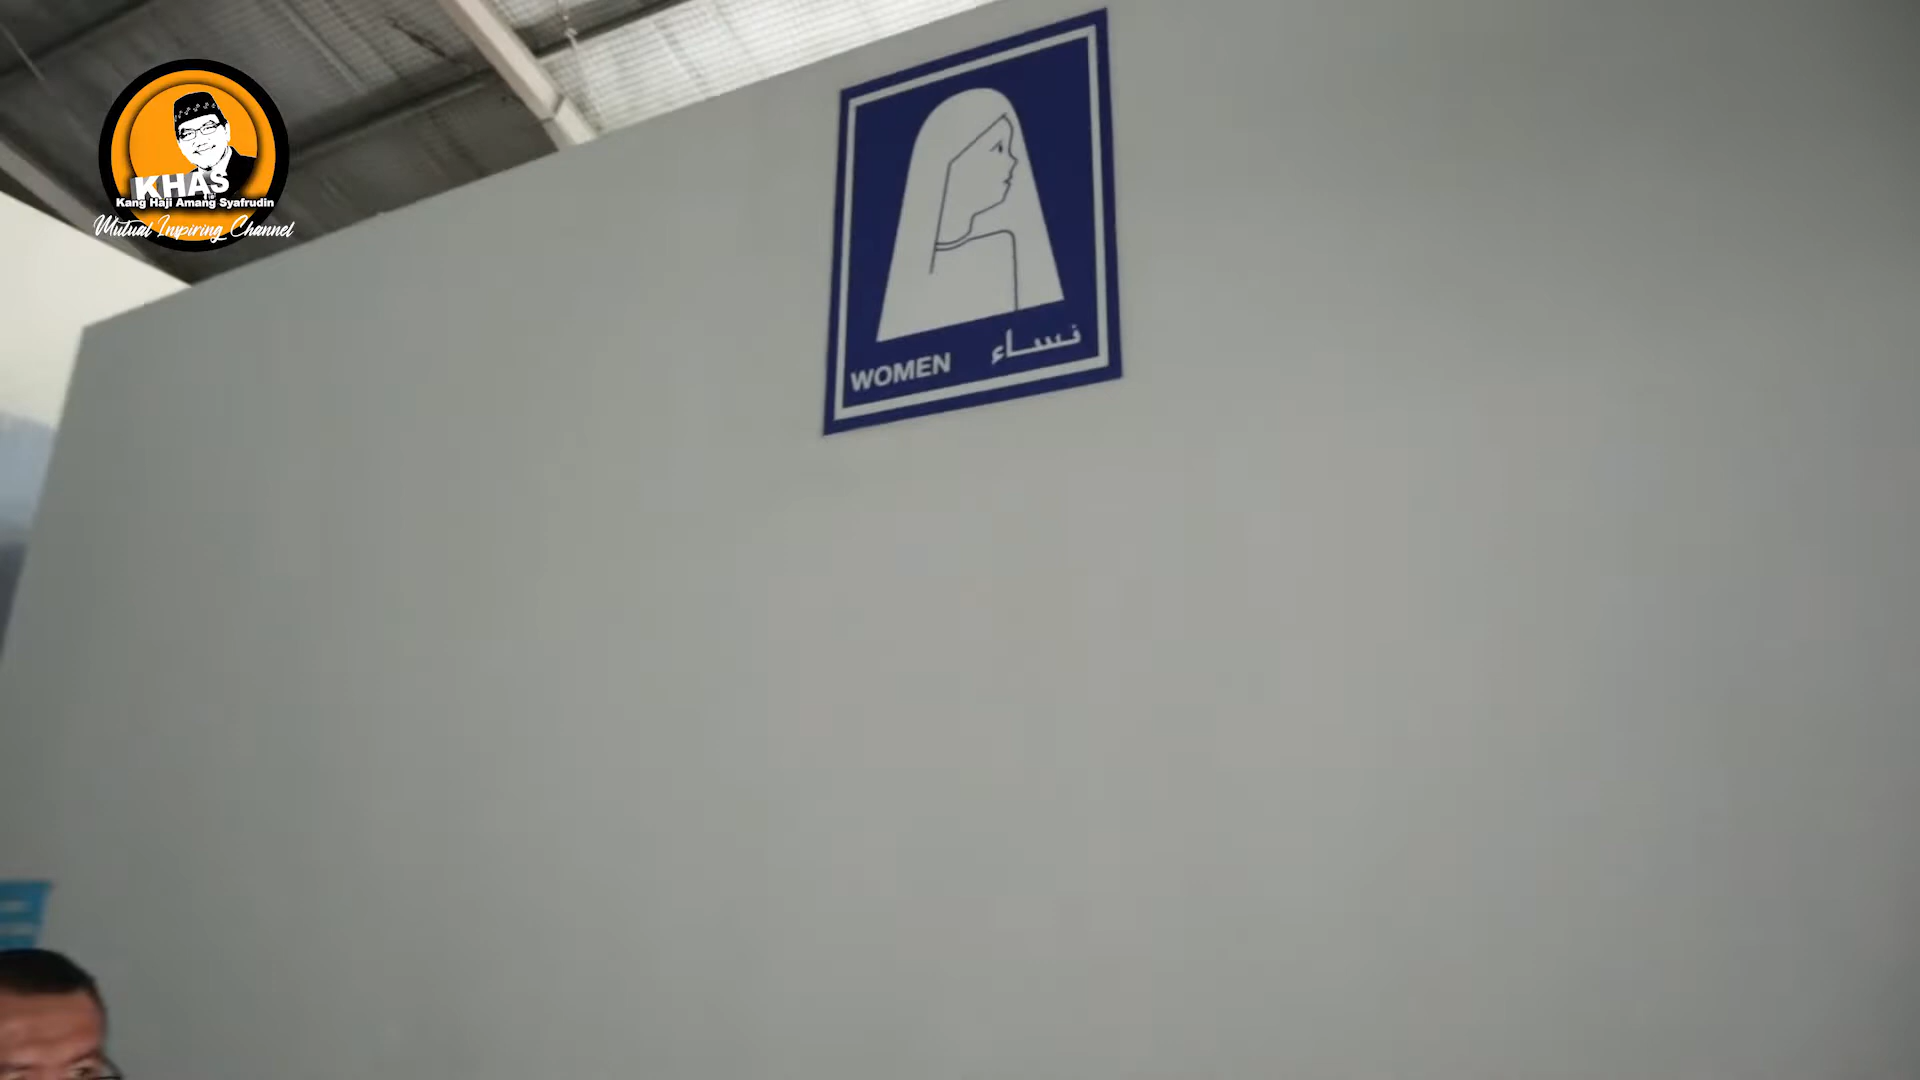 KHAS
Kang Haji Amang Syafrudin
Mutual Inspiring Channel
WOMEN نساء